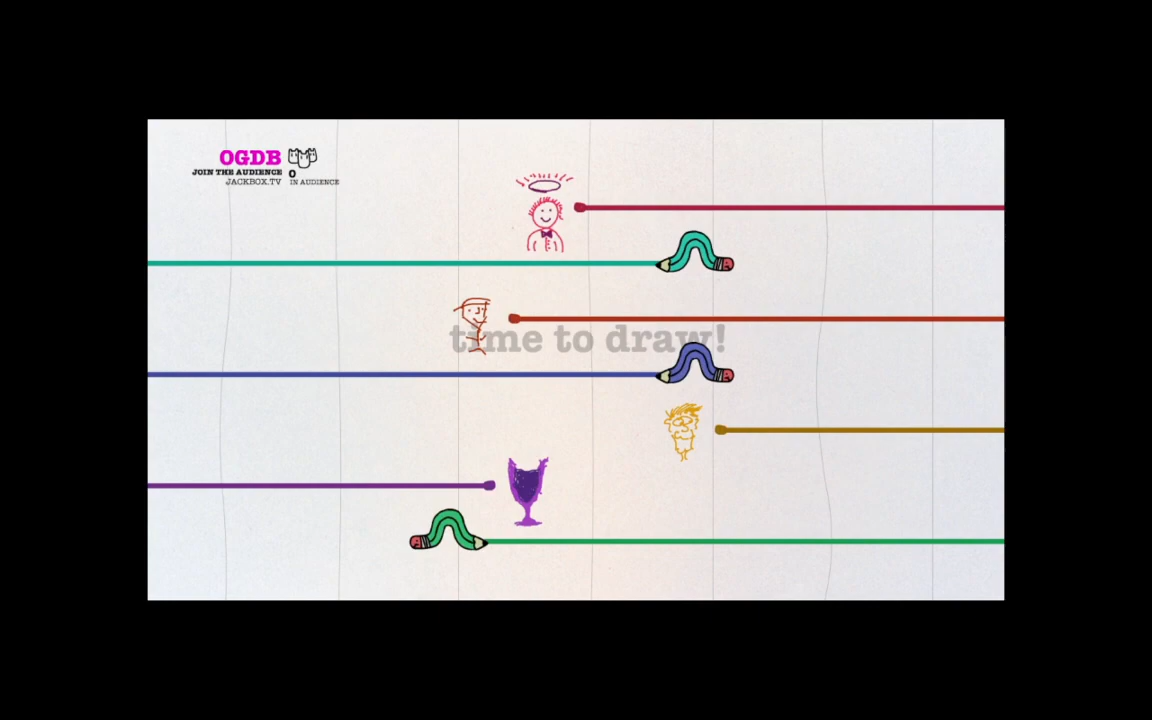 OGDB
JOIN THE AUDIENCE
JACKBOX.TV
0
IN AUDIENCE
time to draw!